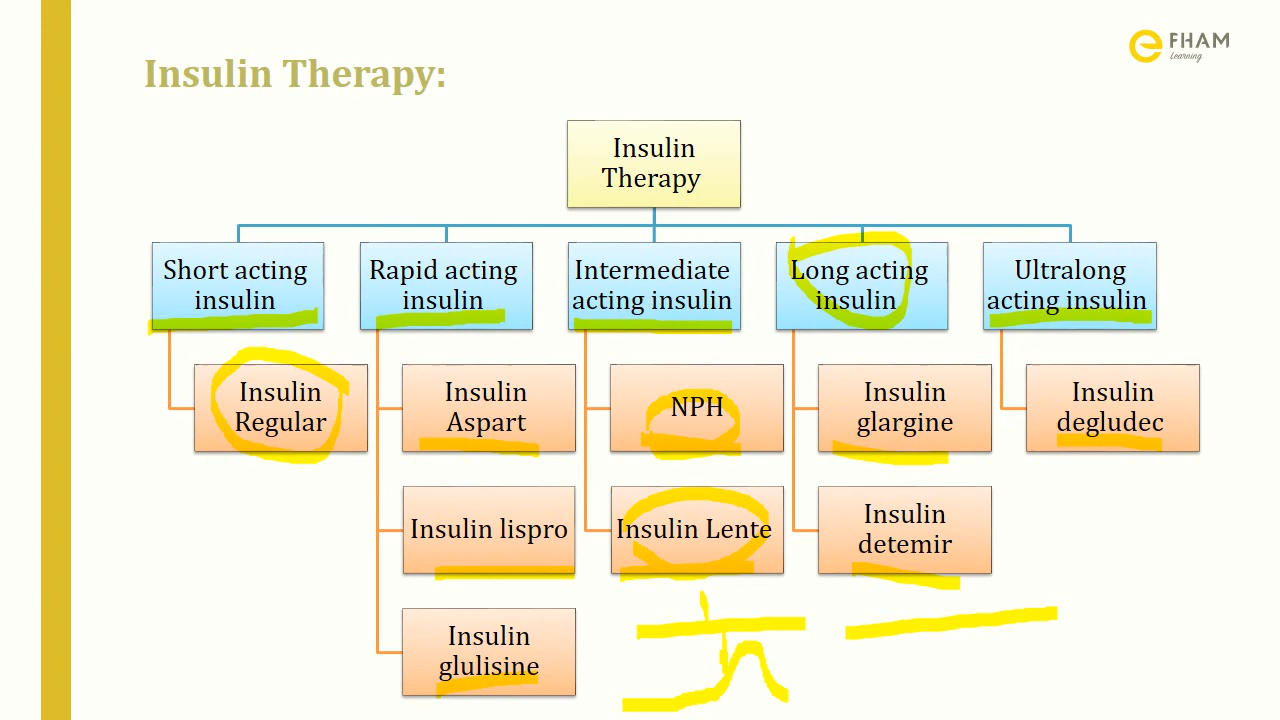 FHAM
Learning
Insulin Therapy:
Insulin
Therapy
Short acting
insulin
Rapid acting
insulin
Intermediate
acting insulin
Long acting
insulin
Ultralong
acting insulin
Insulin
Regular
Insulin
Aspart
NPH
Insulin
glargine
Insulin
degludec
Insulin lispro
Insulin Lente
Insulin
detemir
Insulin
glulisine